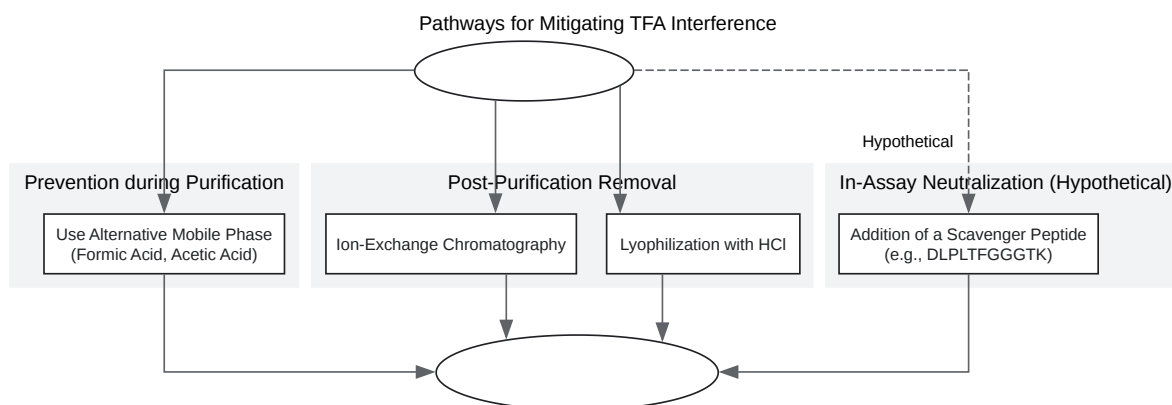 Pathways for Mitigating TFA Interference
Hypothetical
Prevention during Purification
Post-Purification Removal
In-Assay Neutralization (Hypothetical)
Use Alternative Mobile Phase
(Formic Acid, Acetic Acid)
Ion-Exchange Chromatography
Lyophilization with HCl
Addition of a Scavenger Peptide
(e.g., DLPLTFGGGTK)